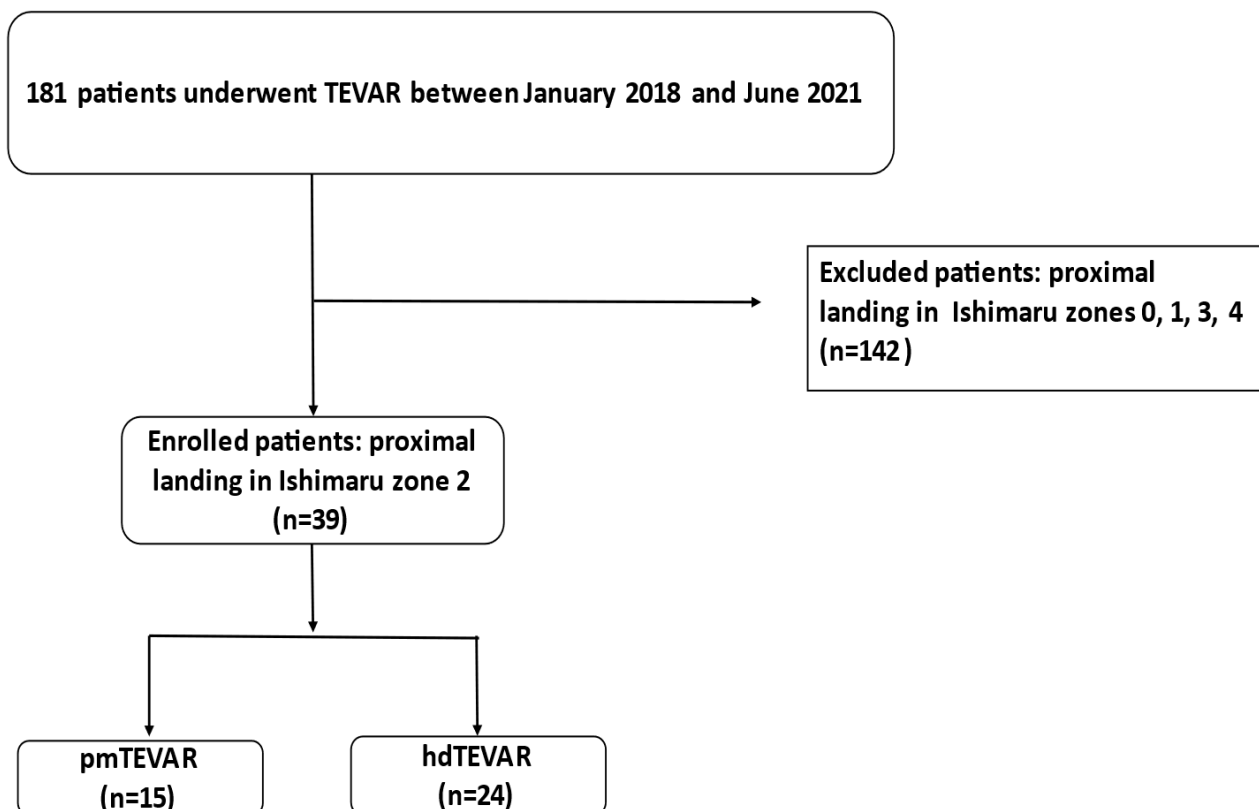 181 patients underwent TEVAR between January 2018 and June 2021
Excluded patients: proximal
landing in Ishimaru zones 0, 1, 3, 4
(n=142)
Enrolled patients: proximal
landing in Ishimaru zone 2
(n=39)
pmTEVAR
(n=15)
hdTEVAR
(n=24)